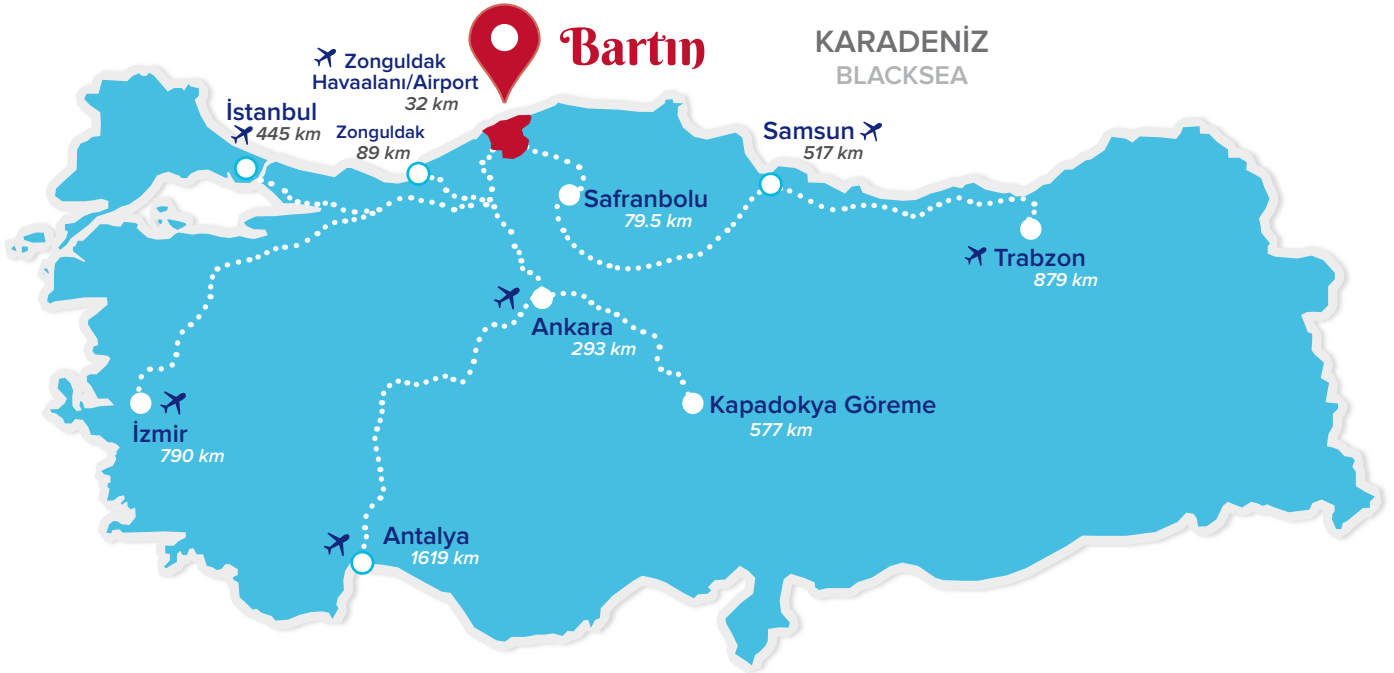 Bartın
KARADENİZ
BLACKSEA
Zonguldak
Havaalanı/Airport
32 km
İstanbul
445 km
Zonguldak
89 km
Samsun
517 km
Safranbolu
79.5 km
Trabzon
879 km
Ankara
293 km
Kapadokya Göreme
577 km
İzmir
790 km
Antalya
1619 km